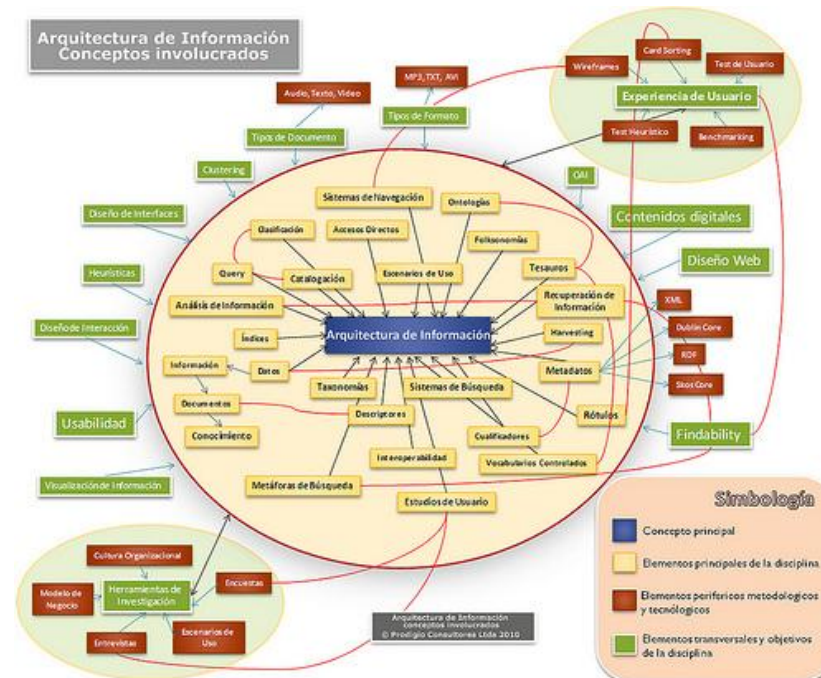 Arquitectura de Información
Conceptos involucrados
Card Sorting
Wireframes
Test de Usuario
Experiencia de Usuario
Test Heurístico
Benchmarking
MP3, TXT, AVI
Audio, Texto, Video
Tipos de Formato
Tipos de Documento
Clustering
OAI
Diseño de Interfaces
Contenidos digitales
Heurísticas
Diseño Web
Diseño de Interacción
Usabilidad
Visualización de Información
Findability
XML
Dublin Core
RDF
Sistemas de Navegación
Ontologías
Clasificación
Accesos Directos
Folksonomías
Query
Catalogación
Escenarios de Uso
Tesauros
Análisis de Información
Recuperación de
Información
Índices
Arquitectura de Información
Harvesting
Información
Datos
Metadatos
Taxonomías
Sistemas de Búsqueda
Documentos
Descriptores
Rótulos
Conocimiento
Cualificadores
Interoperabilidad
Vocabularios Controlados
Metáforas de Búsqueda
Estudios de Usuario
Cultura Organizacional
Modelo de
Negocio
Herramientas de
Investigación
Encuestas
Entrevistas
Escenarios de
Uso
Arquitectura de Información
conceptos involucrados
© Prodigio Consultores Ltda 2010
Simbología
Concepto principal
Elementos principales de la disciplina
Elementos perifericos metodologicos
y tecnológicos
Elementos transversales y objetivos
de la disciplina